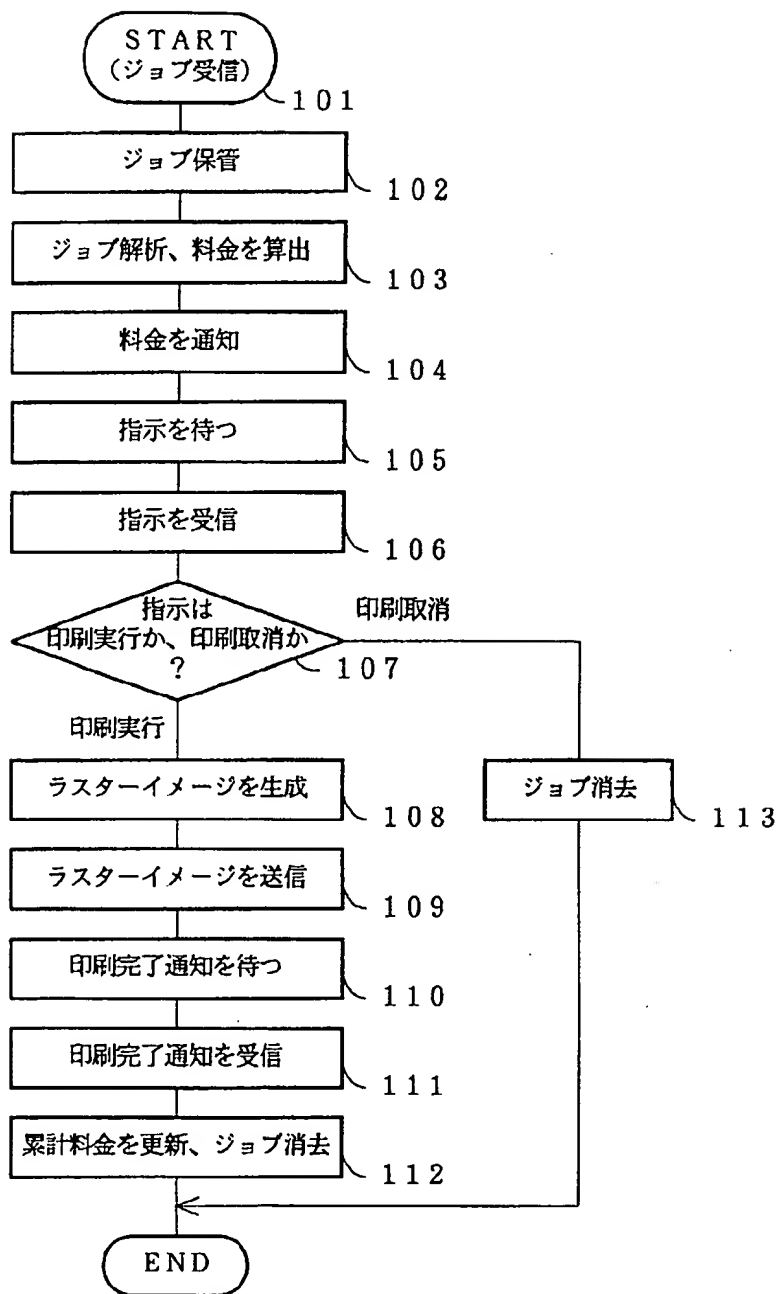 START
(ジョブ受信)
101
ジョブ保管
102
ジョブ解析、料金を算出
103
料金を通知
104
指示を待つ
105
指示を受信
106
指示は
印刷実行か、印刷取消か
?
107
印刷取消
印刷実行
ラスターイメージを生成
108
ジョブ消去
113
ラスターイメージを送信
109
印刷完了通知を待つ
110
印刷完了通知を受信
111
累計料金を更新、ジョブ消去
112
END